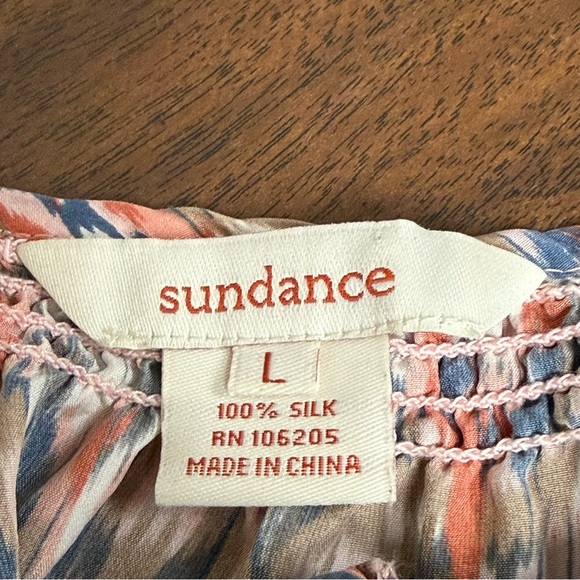 sundance
L
100% SILK
RN 106205
MADE IN CHINA